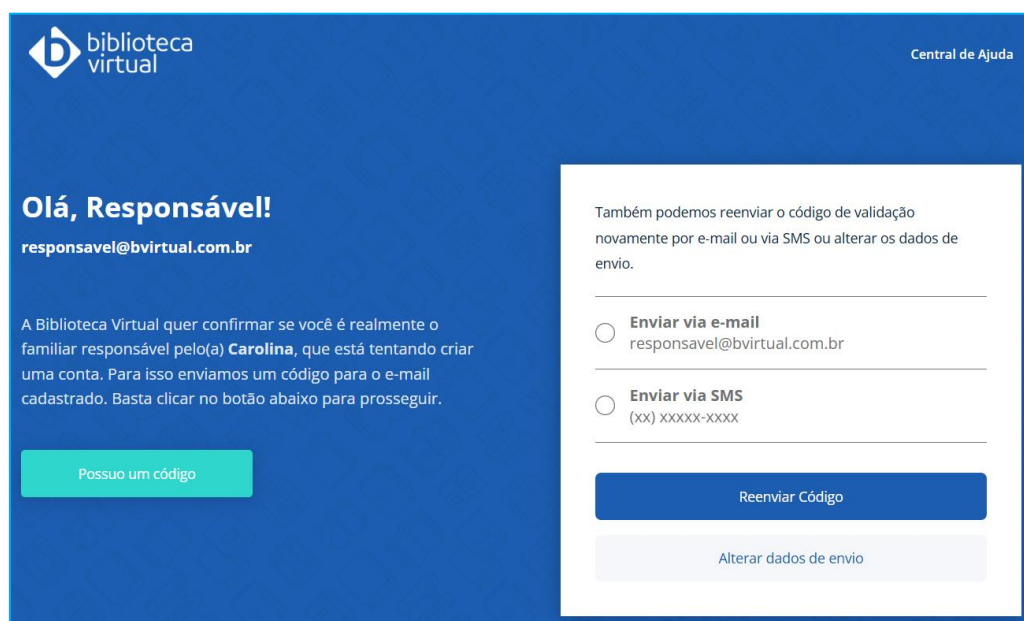 biblioteca
virtual
Central de Ajuda
Olá, Responsável!
responsavel@bvirtual.com.br
A Biblioteca Virtual quer confirmar se você é realmente o
familiar responsável pelo(a) Carolina, que está tentando criar
uma conta. Para isso enviamos um código para o e-mail
cadastrado. Basta clicar no botão abaixo para prosseguir.
Possuo um código
Também podemos reenviar o código de validação
novamente por e-mail ou via SMS ou alterar os dados de
envio.
Enviar via e-mail
responsavel@bvirtual.com.br
Enviar via SMS
(xx) xxxxx-xxxx
Reenviar Código
Alterar dados de envio